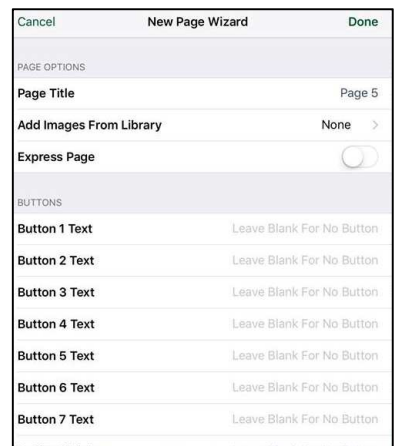 Cancel New Page Wizard Done
PAGE OPTIONS
Page Title Page 5
Add Images From Library None >
Express Page
BUTTONS
Button 1 Text Leave Blank For No Button
Button 2 Text Leave Blank For No Button
Button 3 Text Leave Blank For No Button
Button 4 Text Leave Blank For No Button
Button 5 Text Leave Blank For No Button
Button 6 Text Leave Blank For No Button
Button 7 Text Leave Blank For No Button